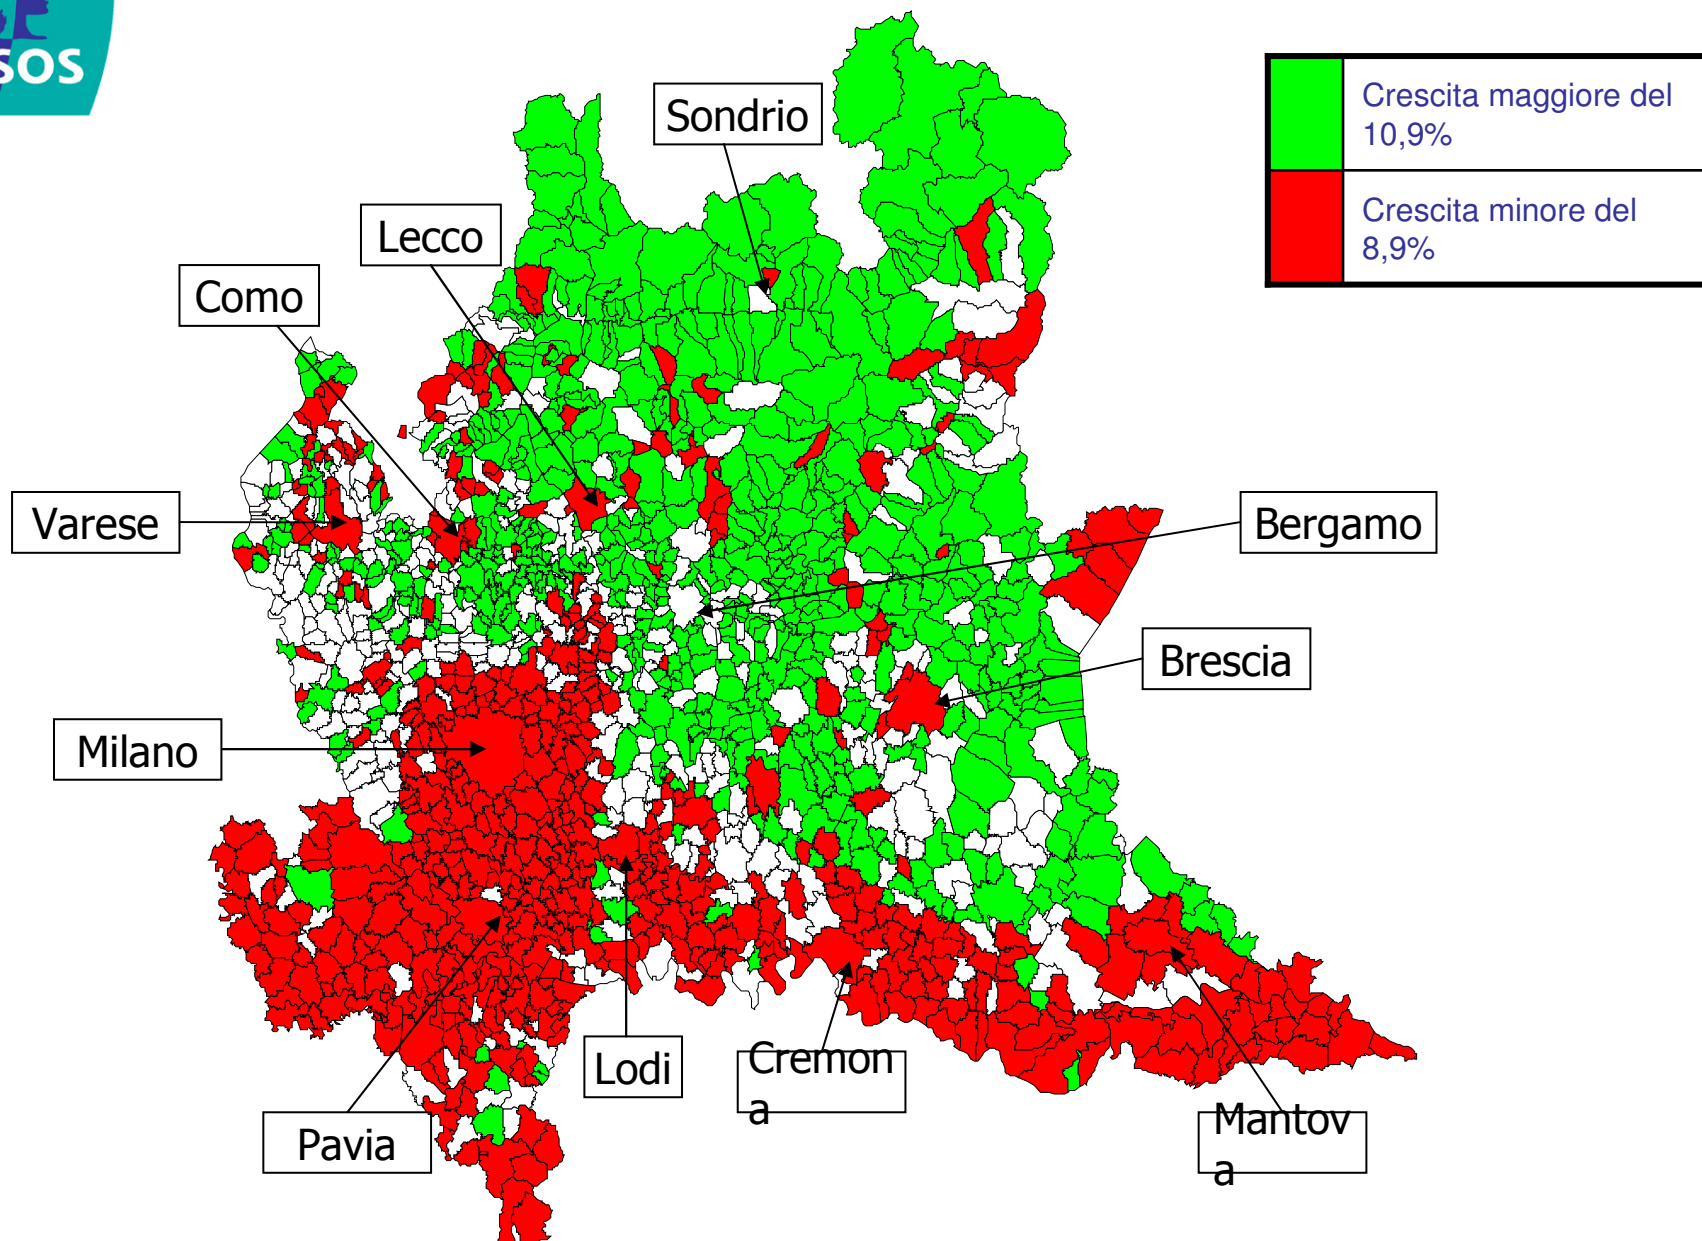 SOS
Sondrio
Crescita maggiore del
10,9%
Crescita minore del
8,9%
Lecco
Como
Varese
Bergamo
Brescia
Milano
Lodi
Cremon
a
Mantov
a
Pavia